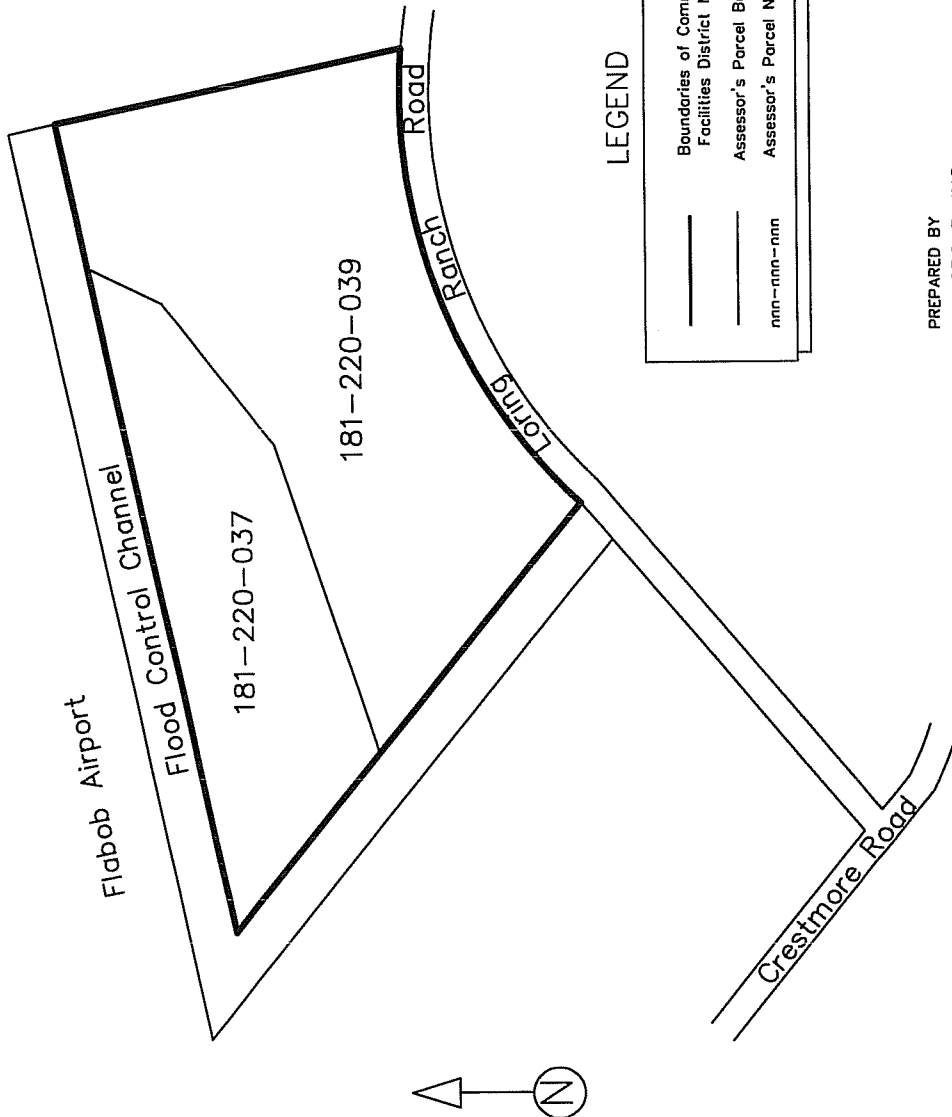 Flabob Airport
Flood Control Channel
181-220-037
181-220-039
Loring Ranch Road
Crestmore Road
N
LEGEND
Boundaries of
Facilities District
Assessor's Parcel
nnn-nnn-nnn Assessor's Parcel
PREPARED BY